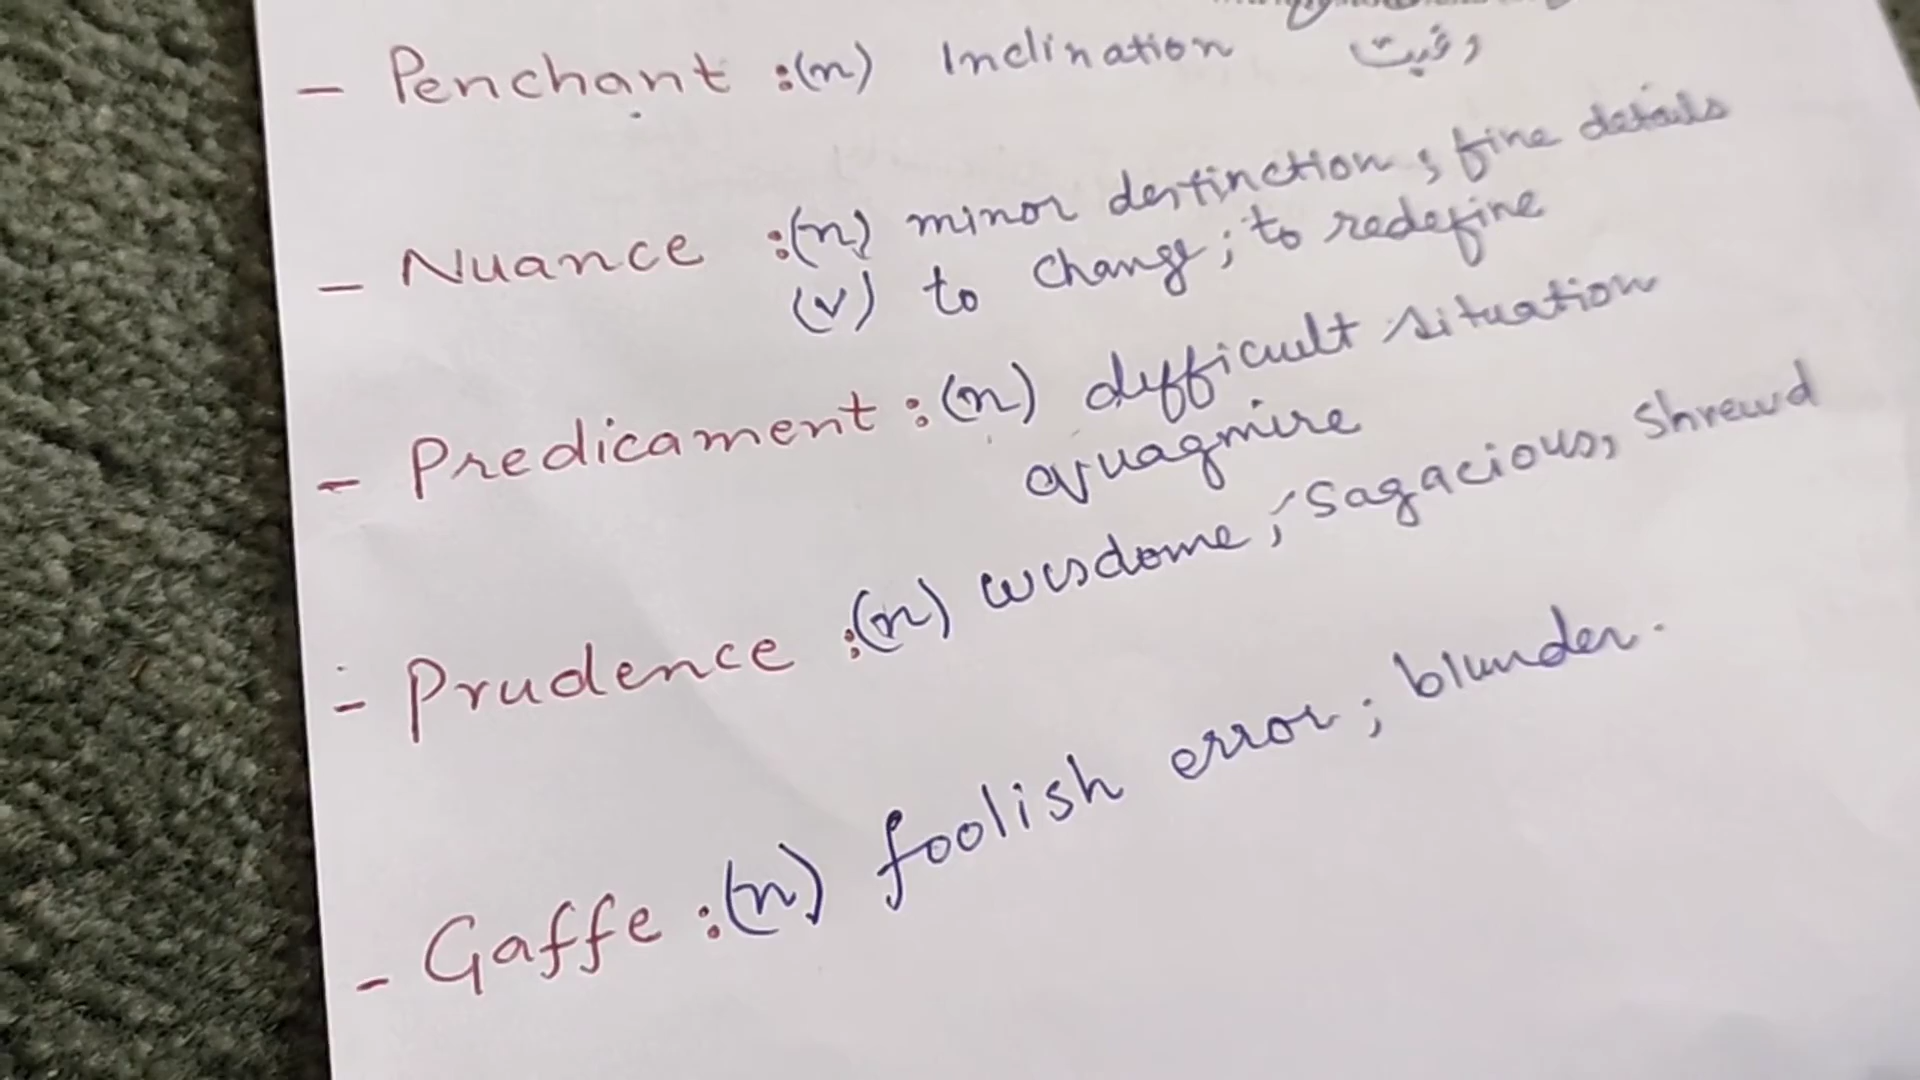 - Penchant :(n) Inclination رغبت
- Nuance :(n) minor destinction ; fine details
(v) to change ; to redefine
- Predicament : (n) difficult situation
quagmire
- Prudence :(n) wisdome ; sagacious, shrewd
- Gaffe :(n) foolish error ; blunder.